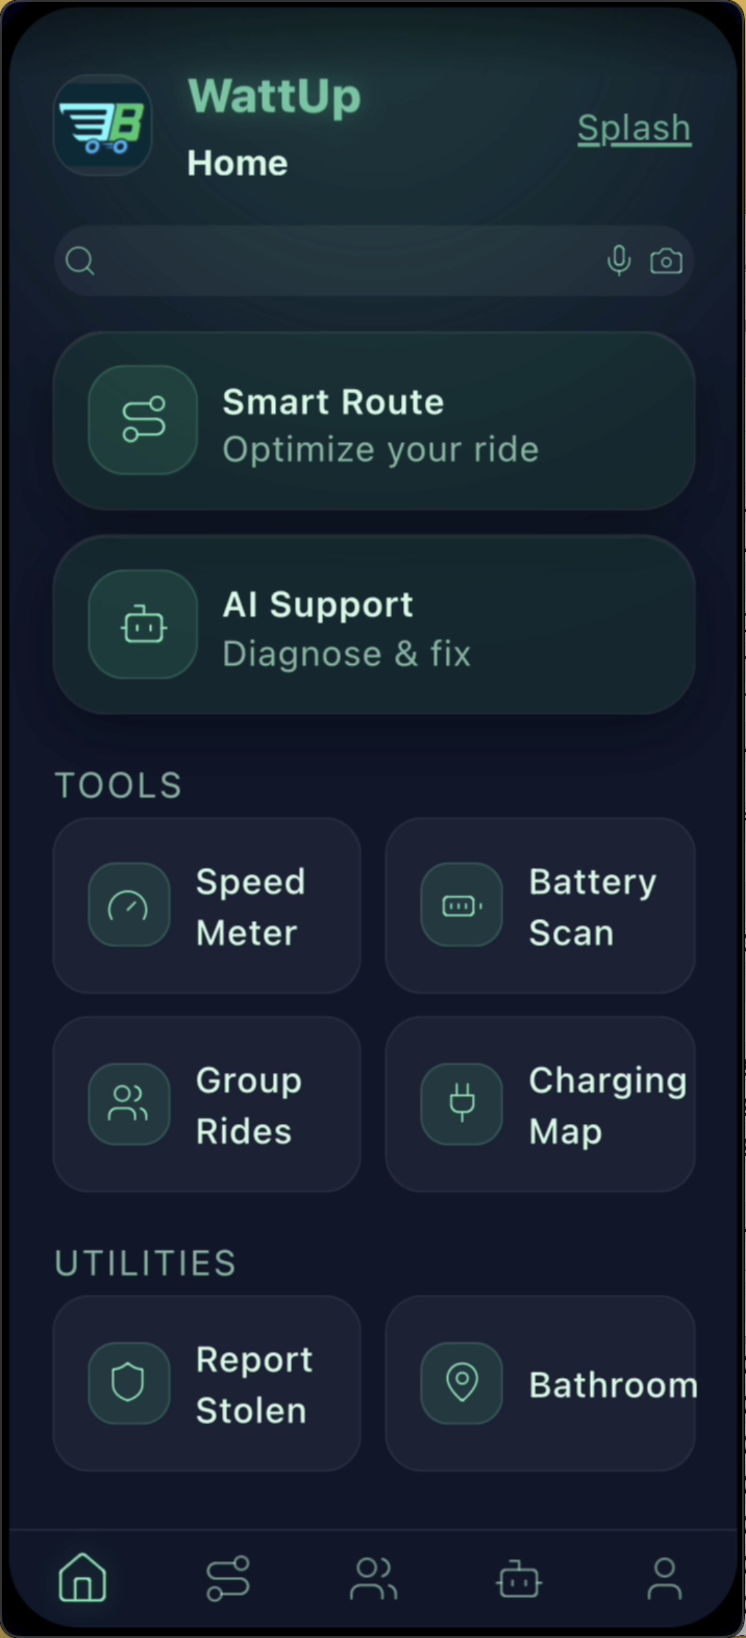 WattUp
Home
Splash
Smart Route
Optimize your ride
AI Support
Diagnose & fix
TOOLS
Speed
Meter
Battery
Scan
Group
Rides
Charging
Map
UTILITIES
Report
Stolen
Bathroom